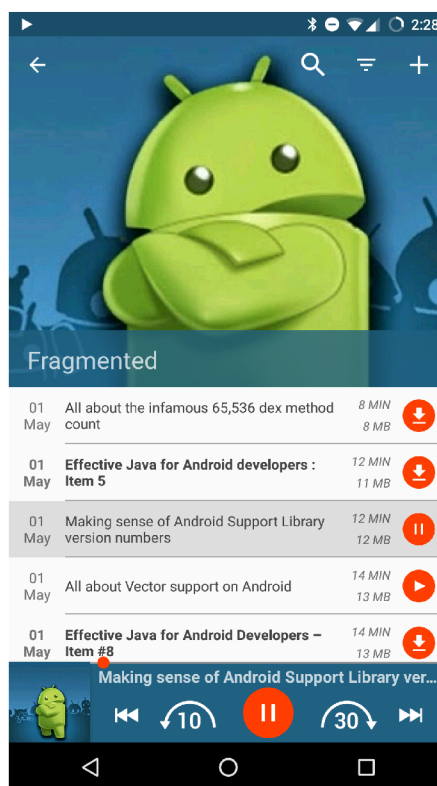 2:28
Fragmented
01
May
All about the infamous 65,536 dex method
count
8 MIN
8 MB
01
May
Effective Java for Android developers :
Item 5
12 MIN
11 MB
01
May
Making sense of Android Support Library
version numbers
12 MIN
12 MB
01
May
All about Vector support on Android
14 MIN
13 MB
01
May
Effective Java for Android Developers –
Item #8
14 MIN
13 MB
Making sense of Android Support Library ver...
10
30